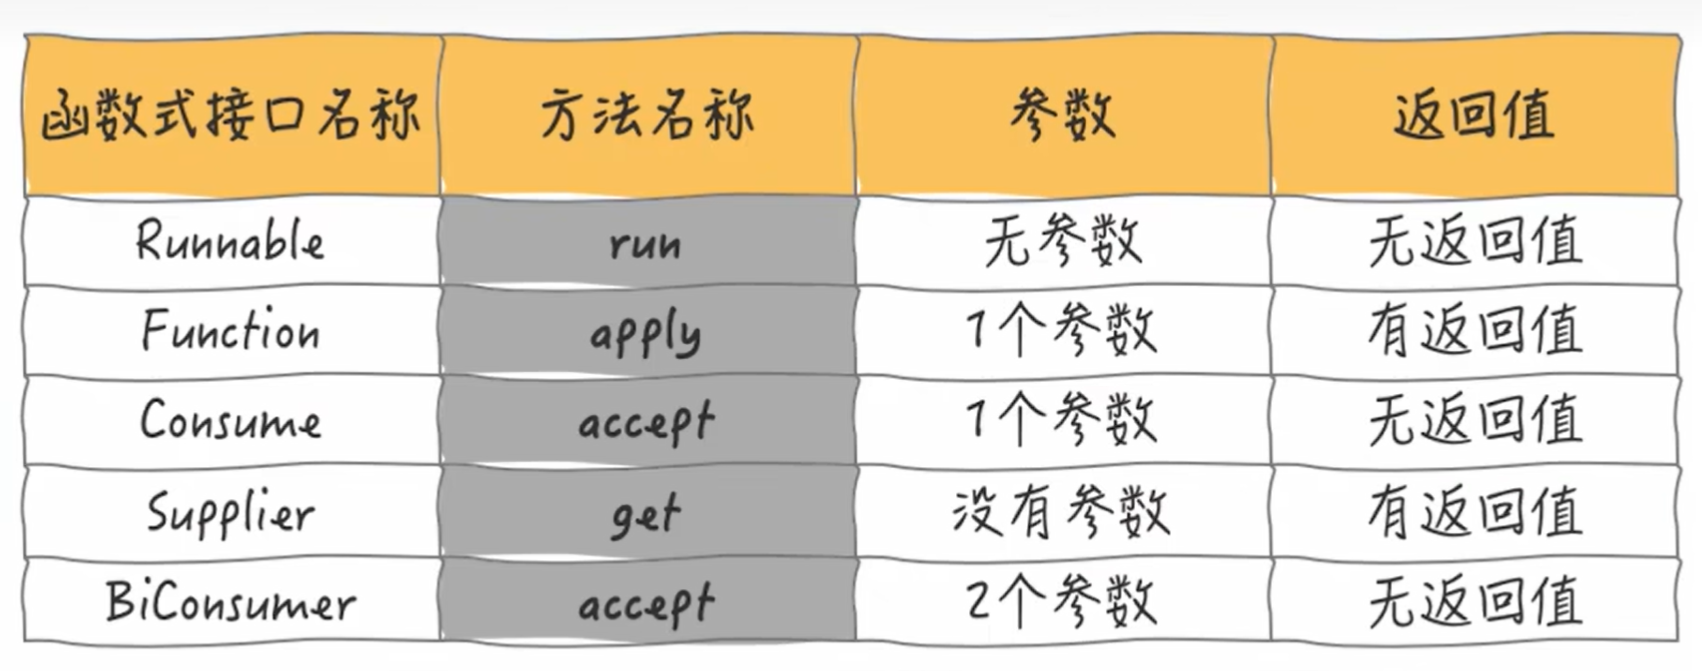 函数式接口名称 方法名称 参数 返回值
Runnable run 无参数 无返回值
Function apply 1个参数 有返回值
Consume accept 1个参数 无返回值
Supplier get 没有参数 有返回值
BiConsumer accept 2个参数 无返回值